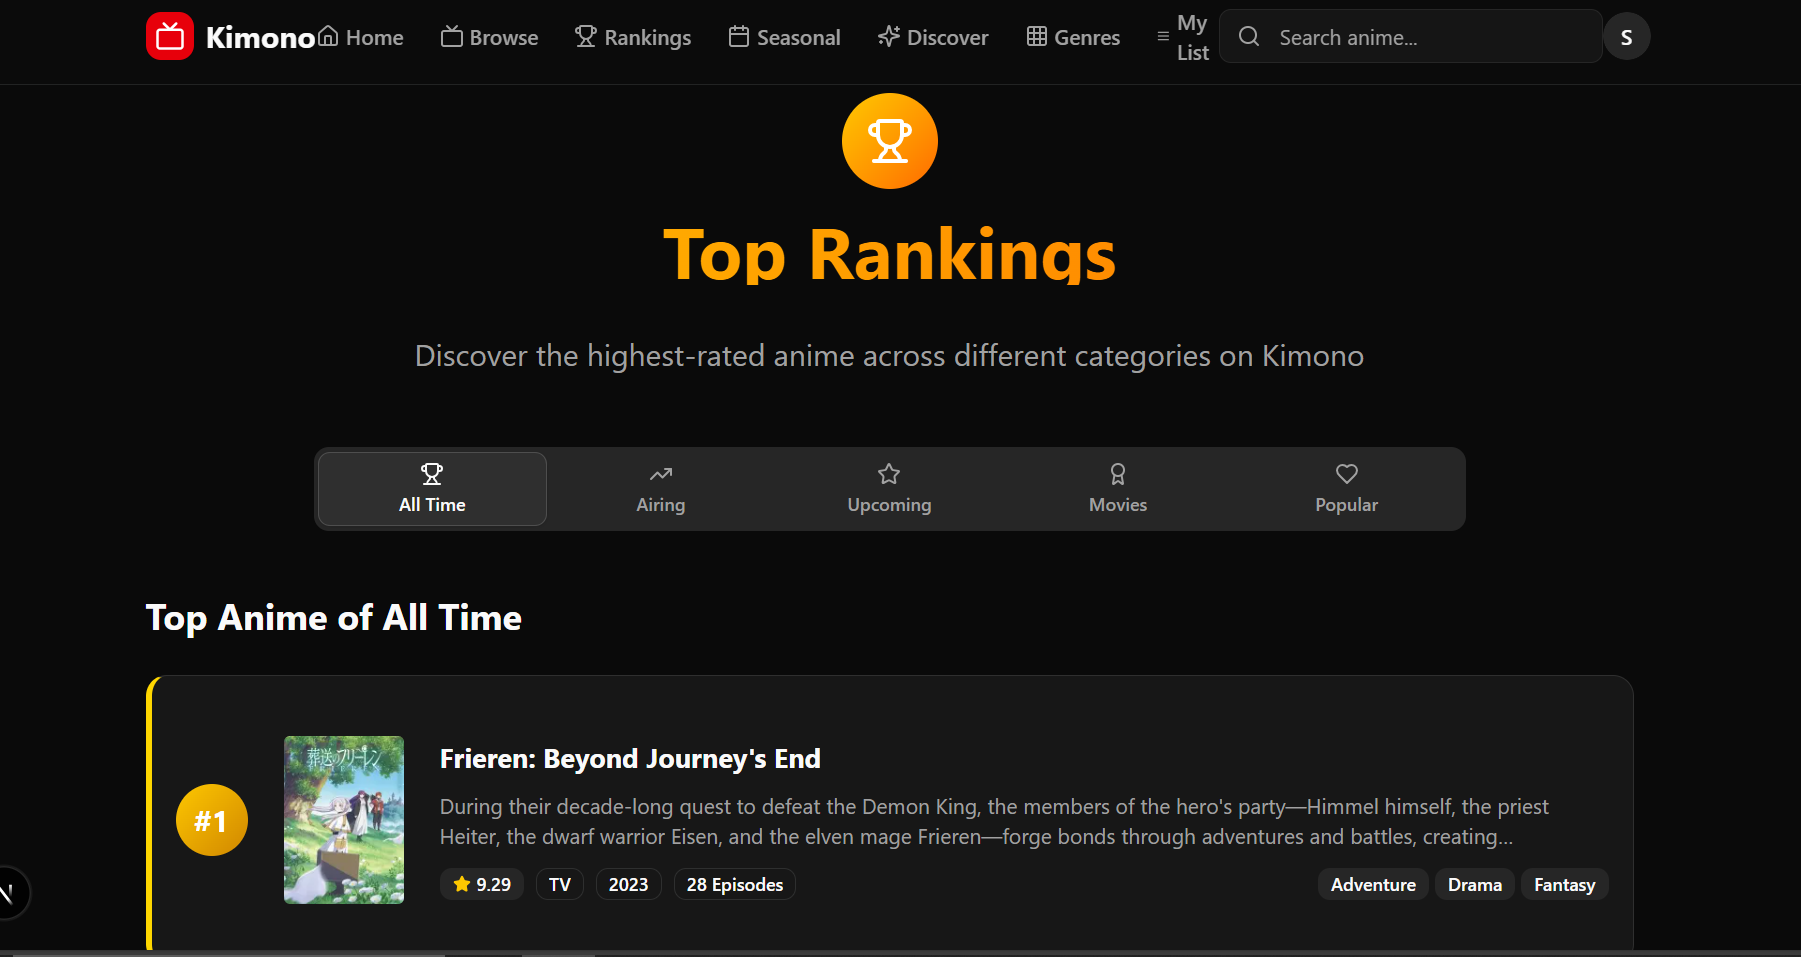 Kimono
Home
Browse
Rankings
Seasonal
Discover
Genres
My
List
Search anime...
S
Top Rankings
Discover the highest-rated anime across different categories on Kimono
All Time
Airing
Upcoming
Movies
Popular
Top Anime of All Time
#1
葬送のフリーレン
Frieren: Beyond Journey's End
During their decade-long quest to defeat the Demon King, the members of the hero's party—Himmel himself, the priest
Heiter, the dwarf warrior Eisen, and the elven mage Frieren—forge bonds through adventures and battles, creating...
9.29
TV
2023
28 Episodes
Adventure
Drama
Fantasy
N